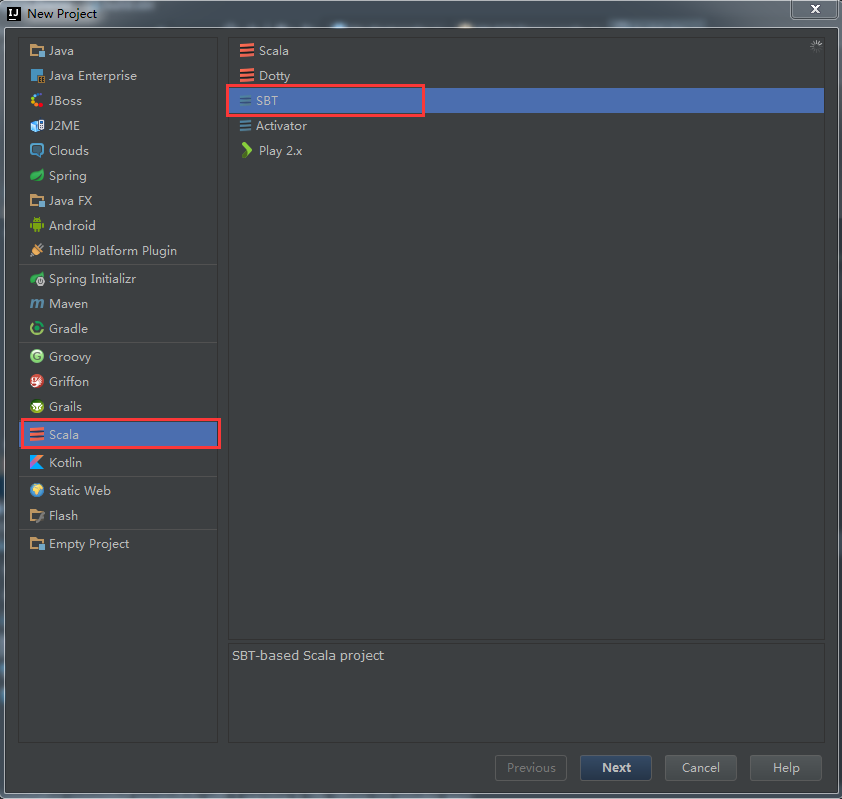 New Project
Java
Java Enterprise
JBoss
J2ME
Clouds
Spring
Java FX
Android
IntelliJ Platform Plugin
Spring Initializr
Maven
Gradle
Groovy
Griffon
Grails
Scala
Kotlin
Static Web
Flash
Empty Project
Scala
Dotty
SBT
Activator
Play 2.x
SBT-based Scala project
Previous
Next
Cancel
Help